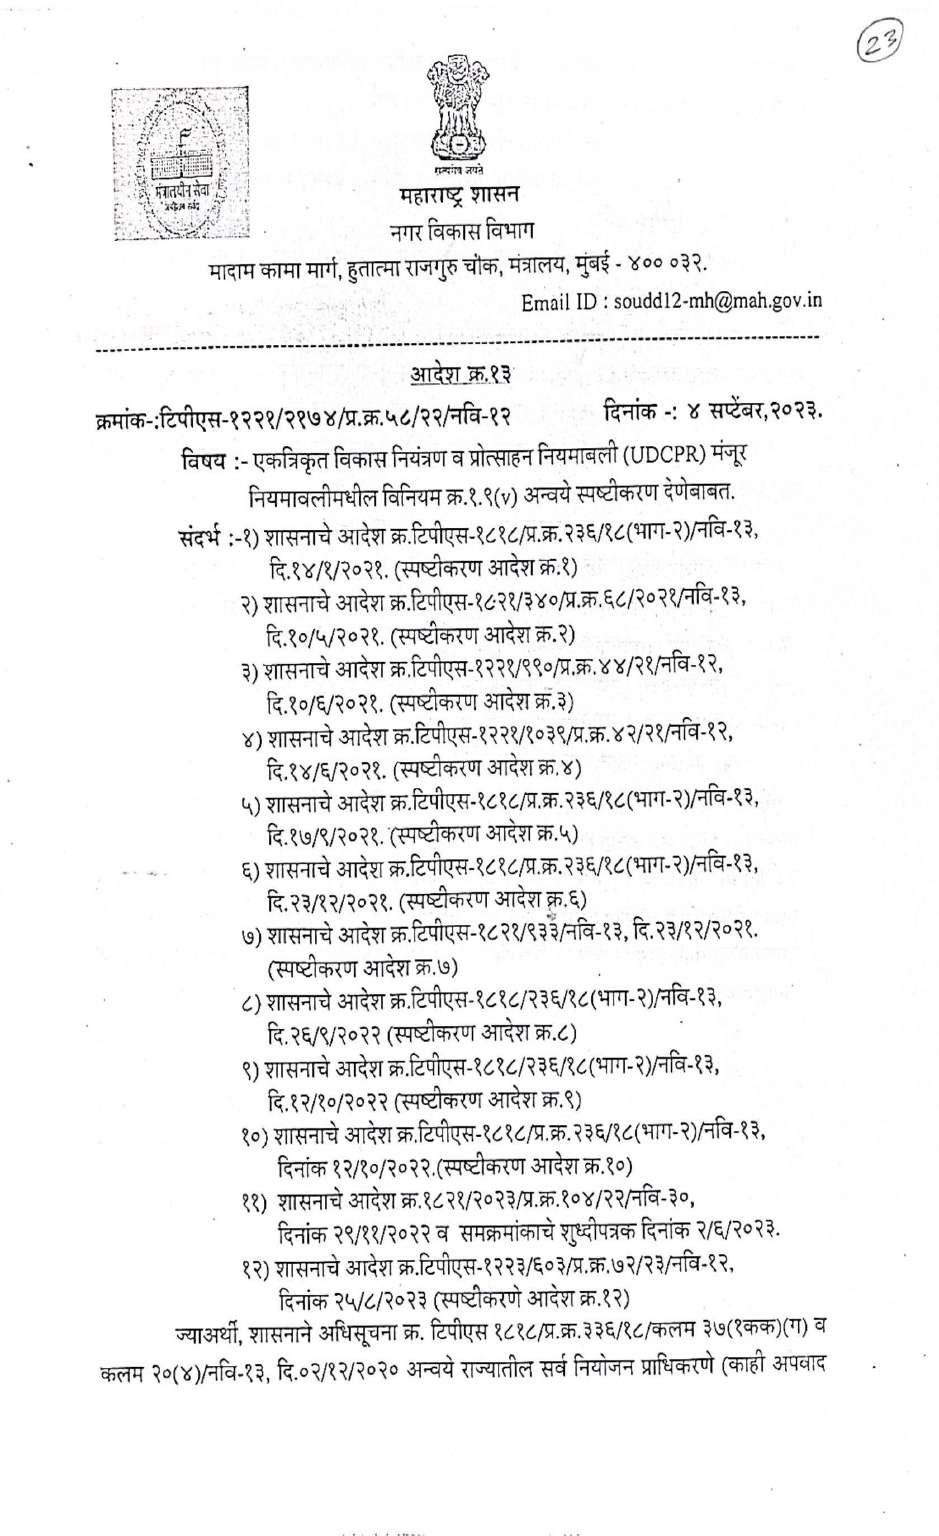 23
सत्यमेव जयते
मंत्रालयीन सेवा
महाराष्ट्र शासन
नगर विकास विभाग
मादाम कामा मार्ग, हुतात्मा राजगुरु चौक, मंत्रालय, मुंबई - ४०० ०३२.
Email ID : soudd12-mh@mah.gov.in
आदेश क्र.१३
क्रमांक-:टिपीएस-१२२१/२१७४/प्र.क्र.५८/२२/नवि-१२ दिनांक -: ४ सप्टेंबर,२०२३.
विषय :- एकत्रिकृत विकास नियंत्रण व प्रोत्साहन नियमाबली (UDCPR) मंजूर
नियमावलीमधील विनियम क्र.१.९(v) अन्वये स्पष्टीकरण देणेबाबत.
संदर्भ :-१) शासनाचे आदेश क्र.टिपीएस-१८१८/प्र.क्र.२३६/१८(भाग-२)/नवि-१३,
दि.१४/१/२०२१. (स्पष्टीकरण आदेश क्र.१)
२) शासनाचे आदेश क्र.टिपीएस-१८२१/३४०/प्र.क्र.६८/२०२१/नवि-१३,
दि.१०/५/२०२१. (स्पष्टीकरण आदेश क्र.२)
३) शासनाचे आदेश क्र.टिपीएस-१२२१/९९०/प्र.क्र.४४/२१/नवि-१२,
दि.१०/६/२०२१. (स्पष्टीकरण आदेश क्र.३)
४) शासनाचे आदेश क्र.टिपीएस-१२२१/१०३९/प्र.क्र.४२/२१/नवि-१२,
दि.१४/६/२०२१. (स्पष्टीकरण आदेश क्र.४)
५) शासनाचे आदेश क्र.टिपीएस-१८१८/प्र.क्र.२३६/१८(भाग-२)/नवि-१३,
दि.१७/९/२०२१. (स्पष्टीकरण आदेश क्र.५)
६) शासनाचे आदेश क्र.टिपीएस-१८१८/प्र.क्र.२३६/१८(भाग-२)/नवि-१३,
दि.२३/१२/२०२१. (स्पष्टीकरण आदेश क्र.६)
७) शासनाचे आदेश क्र.टिपीएस-१८२१/९३३/नवि-१३, दि.२३/१२/२०२१.
(स्पष्टीकरण आदेश क्र.७)
८) शासनाचे आदेश क्र.टिपीएस-१८१८/२३६/१८(भाग-२)/नवि-१३,
दि.२६/९/२०२२ (स्पष्टीकरण आदेश क्र.८)
९) शासनाचे आदेश क्र.टिपीएस-१८१८/२३६/१८(भाग-२)/नवि-१३,
दि.१२/१०/२०२२ (स्पष्टीकरण आदेश क्र.९)
१०) शासनाचे आदेश क्र.टिपीएस-१८१८/प्र.क्र.२३६/१८(भाग-२)/नवि-१३,
दिनांक १२/१०/२०२२.(स्पष्टीकरण आदेश क्र.१०)
११) शासनाचे आदेश क्र.१८२१/२०२३/प्र.क्र.१०४/२२/नवि-३०,
दिनांक २९/११/२०२२ व समक्रमांकाचे शुध्दीपत्रक दिनांक २/६/२०२३.
१२) शासनाचे आदेश क्र.टिपीएस-१२२३/६०३/प्र.क्र.७२/२३/नवि-१२,
दिनांक २५/८/२०२३ (स्पष्टीकरणे आदेश क्र.१२)
ज्याअर्थी, शासनाने अधिसूचना क्र. टिपीएस १८१८/प्र.क्र.३३६/१८/कलम ३७(१कक)(ग) व
कलम २०(४)/नवि-१३, दि.०२/१२/२०२० अन्वये राज्यातील सर्व नियोजन प्राधिकरणे (काही अपवाद